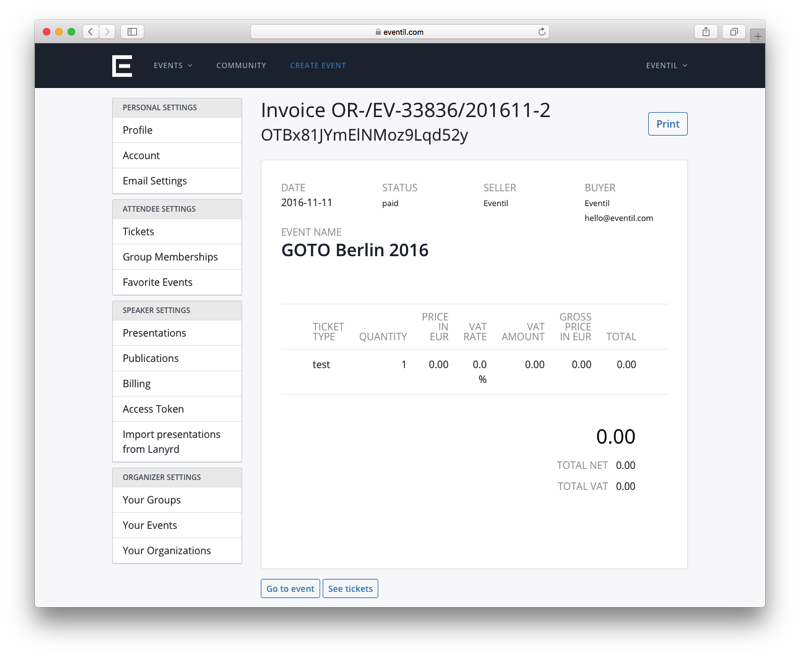 eventil.com
EVENTS
COMMUNITY
CREATE EVENT
EVENTIL
PERSONAL SETTINGS
Profile
Account
Email Settings
ATTENDEE SETTINGS
Tickets
Group Memberships
Favorite Events
SPEAKER SETTINGS
Presentations
Publications
Billing
Access Token
Import presentations
from Lanyrd
ORGANIZER SETTINGS
Your Groups
Your Events
Your Organizations
Invoice OR-/EV-33836/201611-2
OTBx81JYmElNMoz9Lqd52y
Print
DATE STATUS SELLER BUYER
2016-11-11 paid Eventil Eventil
hello@eventil.com
EVENT NAME
GOTO Berlin 2016
PRICE GROSS
TICKET IN VAT VAT PRICE
TYPE QUANTITY EUR RATE AMOUNT IN EUR TOTAL
test 1 0.00 0.0 0.00 0.00 0.00
%
0.00
TOTAL NET 0.00
TOTAL VAT 0.00
Go to event See tickets